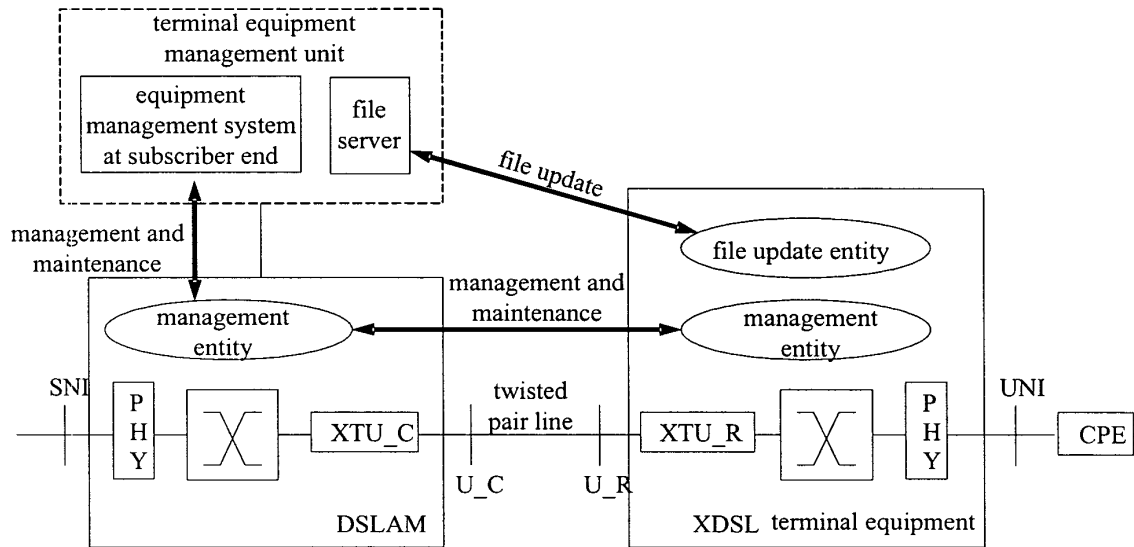 terminal equipment
management unit
equipment
management system
at subscriber end
file
server
file update
management and
maintenance
file update entity
management and
maintenance
management
entity
management
entity
SNI
P
H
Y
XTU_C
twisted
pair line
U_C
U_R
XTU_R
P
H
Y
UNI
CPE
DSLAM
XDSL terminal equipment